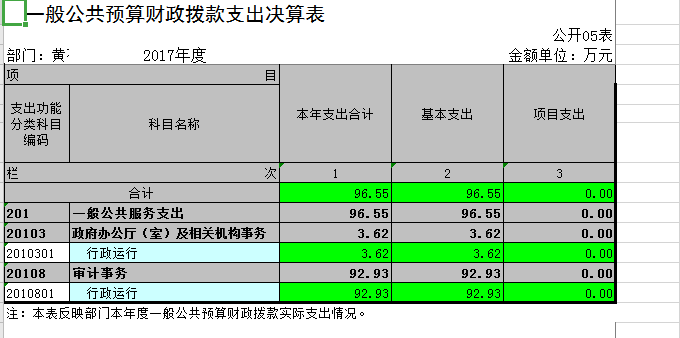 一般公共预算财政拨款支出决算表
公开05表
部门：黄 2017年度 金额单位：万元
项 目 本年支出合计 基本支出 项目支出
支出功能分类科目编码 科目名称
栏 次 1 2 3
合计 96.55 96.55 0.00
201 一般公共服务支出 96.55 96.55 0.00
20103 政府办公厅（室）及相关机构事务 3.62 3.62 0.00
2010301 行政运行 3.62 3.62 0.00
20108 审计事务 92.93 92.93 0.00
2010801 行政运行 92.93 92.93 0.00
注：本表反映部门本年度一般公共预算财政拨款实际支出情况。